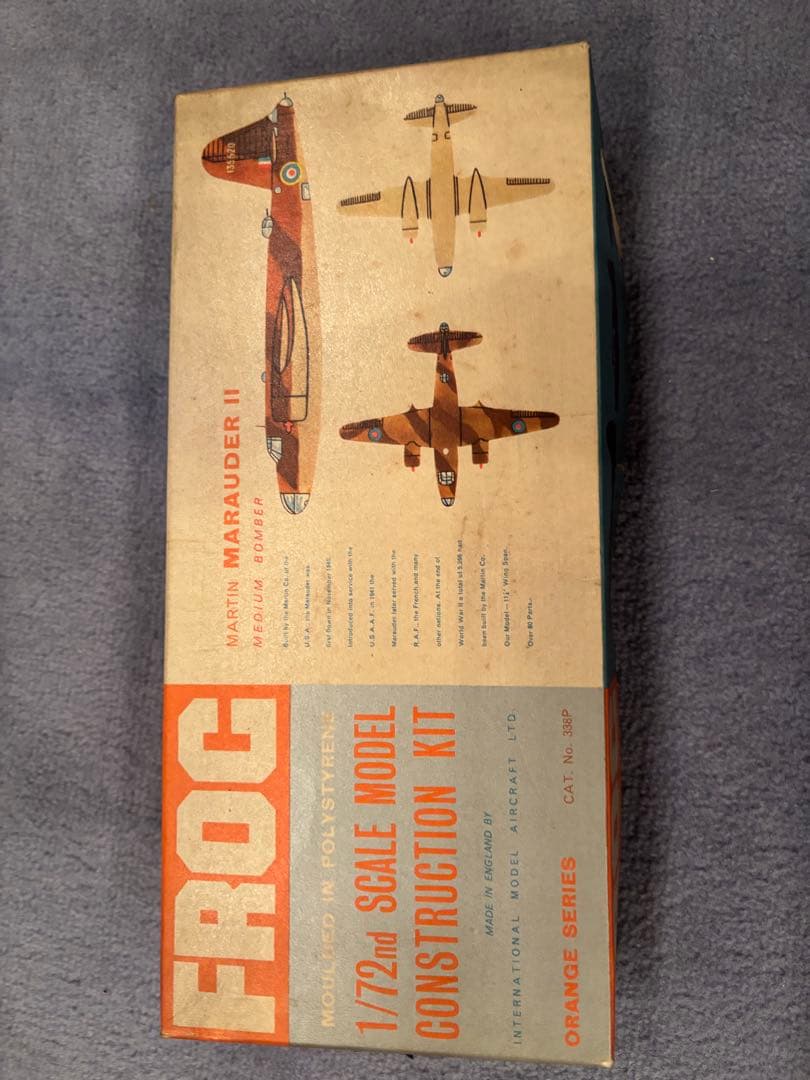 FROG
MOULDED IN POLYSTYRENE
1/72nd SCALE MODEL
CONSTRUCTION KIT
MADE IN ENGLAND BY
INTERNATIONAL MODEL AIRCRAFT LTD.
ORANGE SERIES CAT. No. 338P
MARTIN MARAUDER II
MEDIUM BOMBER
Built by the Martin Co. of the
U.S.A., the Marauder was
first flown in November 1940.
Introduced into service with the
U.S.A.A.F. in 1941 the
Marauder later served with the
R.A.F., the French and many
other nations. At the end of
World War II a total of had
been built by the Martin Co.
Our Model—11¼" Wing Span.
Over 80 Parts.